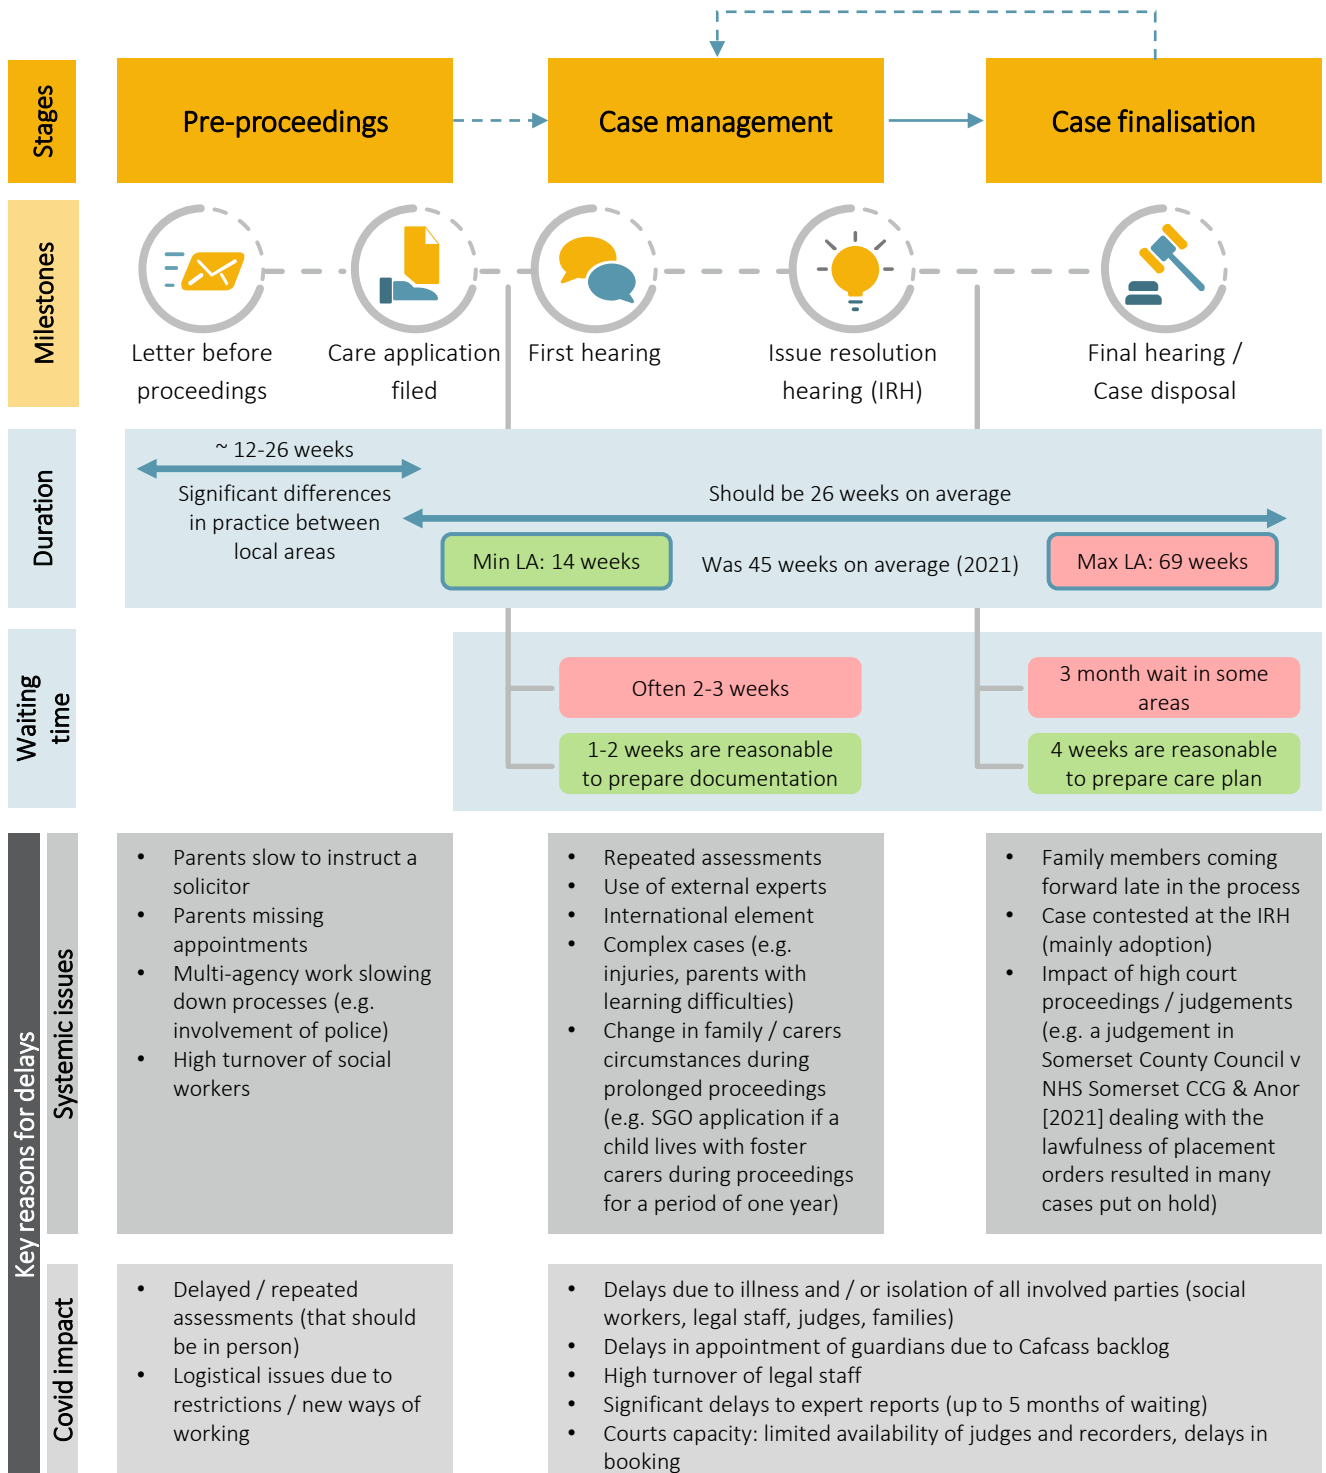 Stages
Pre-proceedings
Case management
Case finalisation
Milestones
Letter before
proceedings
Care application
filed
First hearing
Issue resolution
hearing (IRH)
Final hearing /
Case disposal
Duration
~ 12-26 weeks
Significant differences
in practice between
local areas
Should be 26 weeks on average
Min LA: 14 weeks
Was 45 weeks on average (2021)
Max LA: 69 weeks
Waiting
time
Often 2-3 weeks
1-2 weeks are reasonable
to prepare documentation
3 month wait in some
areas
4 weeks are reasonable
to prepare care plan
Key reasons for delays
Systemic issues
• Parents slow to instruct a
solicitor
• Parents missing
appointments
• Multi-agency work slowing
down processes (e.g.
involvement of police)
• High turnover of social
workers
• Repeated assessments
• Use of external experts
• International element
• Complex cases (e.g.
injuries, parents with
learning difficulties)
• Change in family / carers
circumstances during
prolonged proceedings
(e.g. SGO application if a
child lives with foster
carers during proceedings
for a period of one year)
• Family members coming
forward late in the process
• Case contested at the IRH
(mainly adoption)
• Impact of high court
proceedings / judgements
(e.g. a judgement in
Somerset County Council v
NHS Somerset CCG & Anor
[2021] dealing with the
lawfulness of placement
orders resulted in many
cases put on hold)
Covid impact
• Delayed / repeated
assessments (that should
be in person)
• Logistical issues due to
restrictions / new ways of
working
• Delays due to illness and / or isolation of all involved parties (social
workers, legal staff, judges, families)
• Delays in appointment of guardians due to Cafcass backlog
• High turnover of legal staff
• Significant delays to expert reports (up to 5 months of waiting)
• Courts capacity: limited availability of judges and recorders, delays in
booking